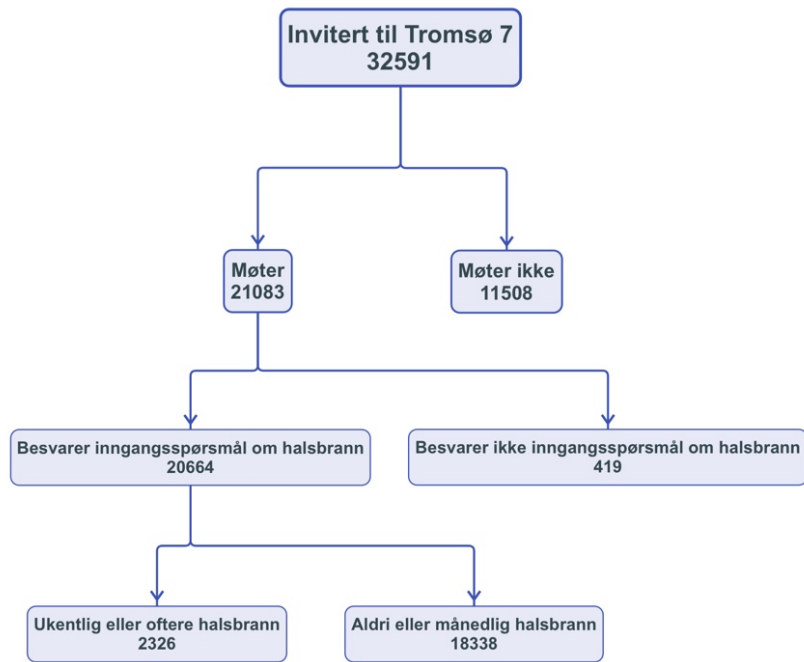 Invitert til Tromsø 7
32591
Møter
21083
Møter ikke
11508
Besvarer inngangsspørsmål om halsbrann
20664
Besvarer ikke inngangsspørsmål om halsbrann
419
Ukentlig eller oftere halsbrann
2326
Aldri eller månedlig halsbrann
18338